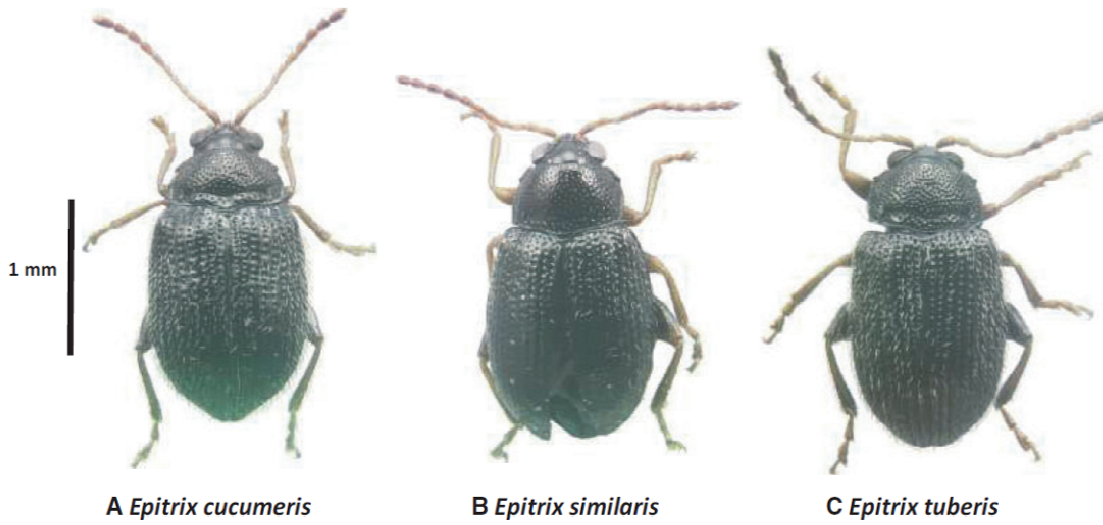 1 mm
A Epitrix cucumeris
B Epitrix similaris
C Epitrix tuberis